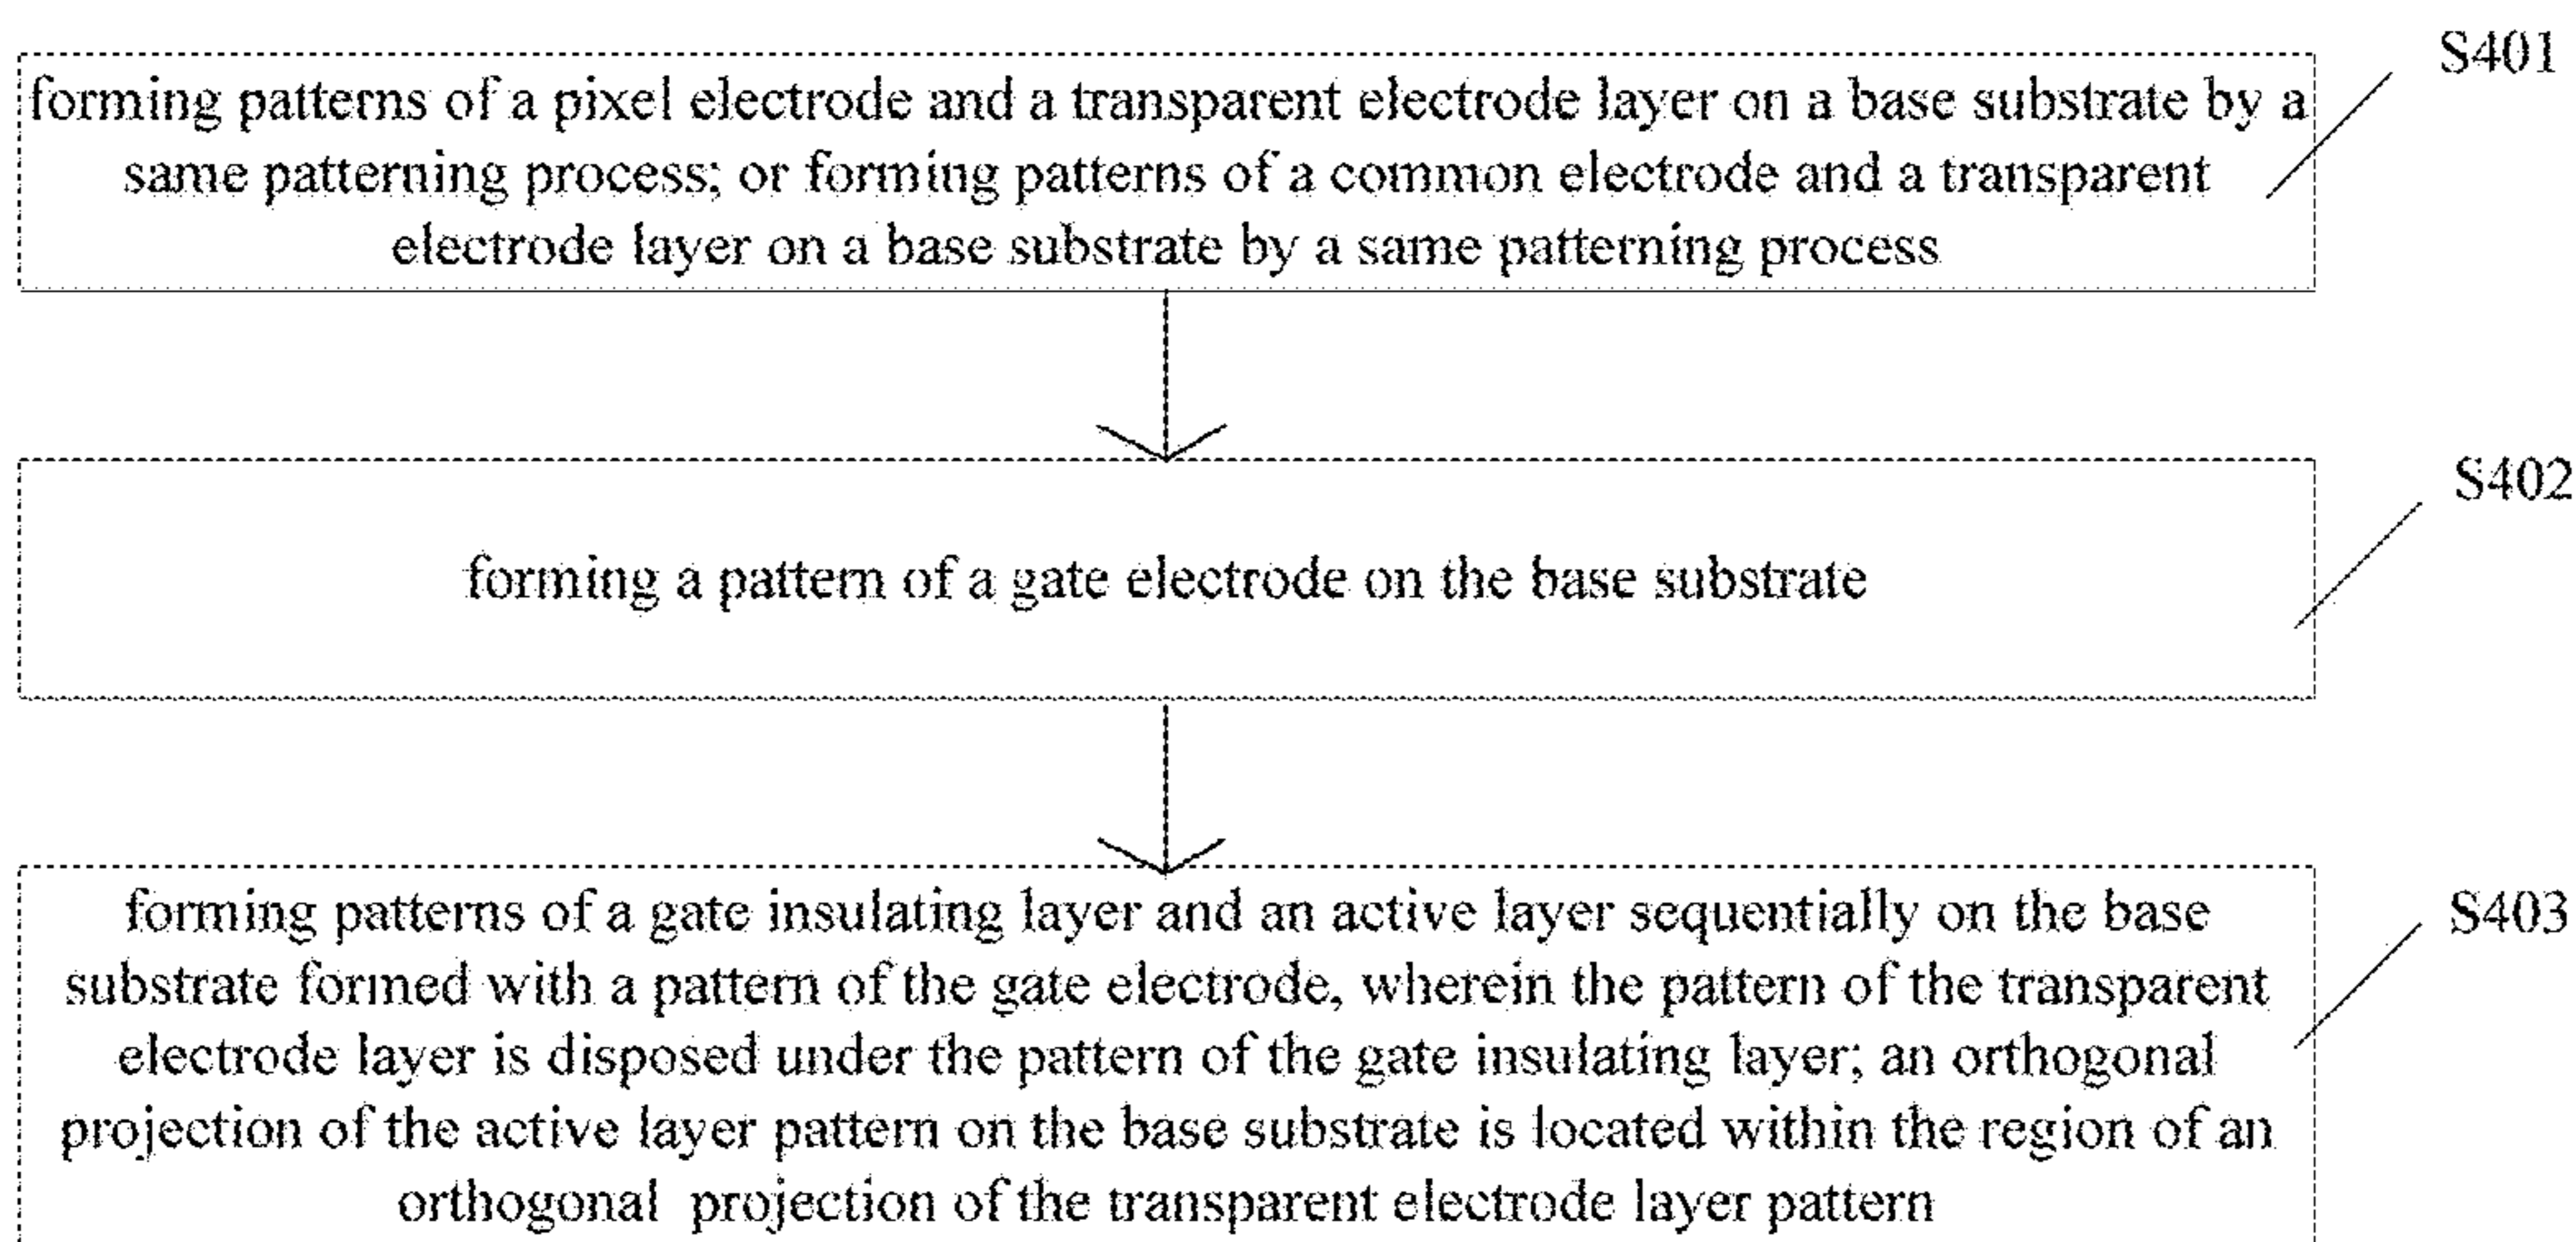 S401
forming patterns of a pixel electrode and a transparent electrode layer on a base substrate by a
same patterning process; or forming patterns of a common electrode and a transparent
electrode layer on a base substrate by a same patterning process
S402
forming a pattern of a gate electrode on the base substrate
S403
forming patterns of a gate insulating layer and an active layer sequentially on the base
substrate formed with a pattern of the gate electrode, wherein the pattern of the transparent
electrode layer is disposed under the pattern of the gate insulating layer; an orthogonal
projection of the active layer pattern on the base substrate is located within the region of an
orthogonal projection of the transparent electrode layer pattern